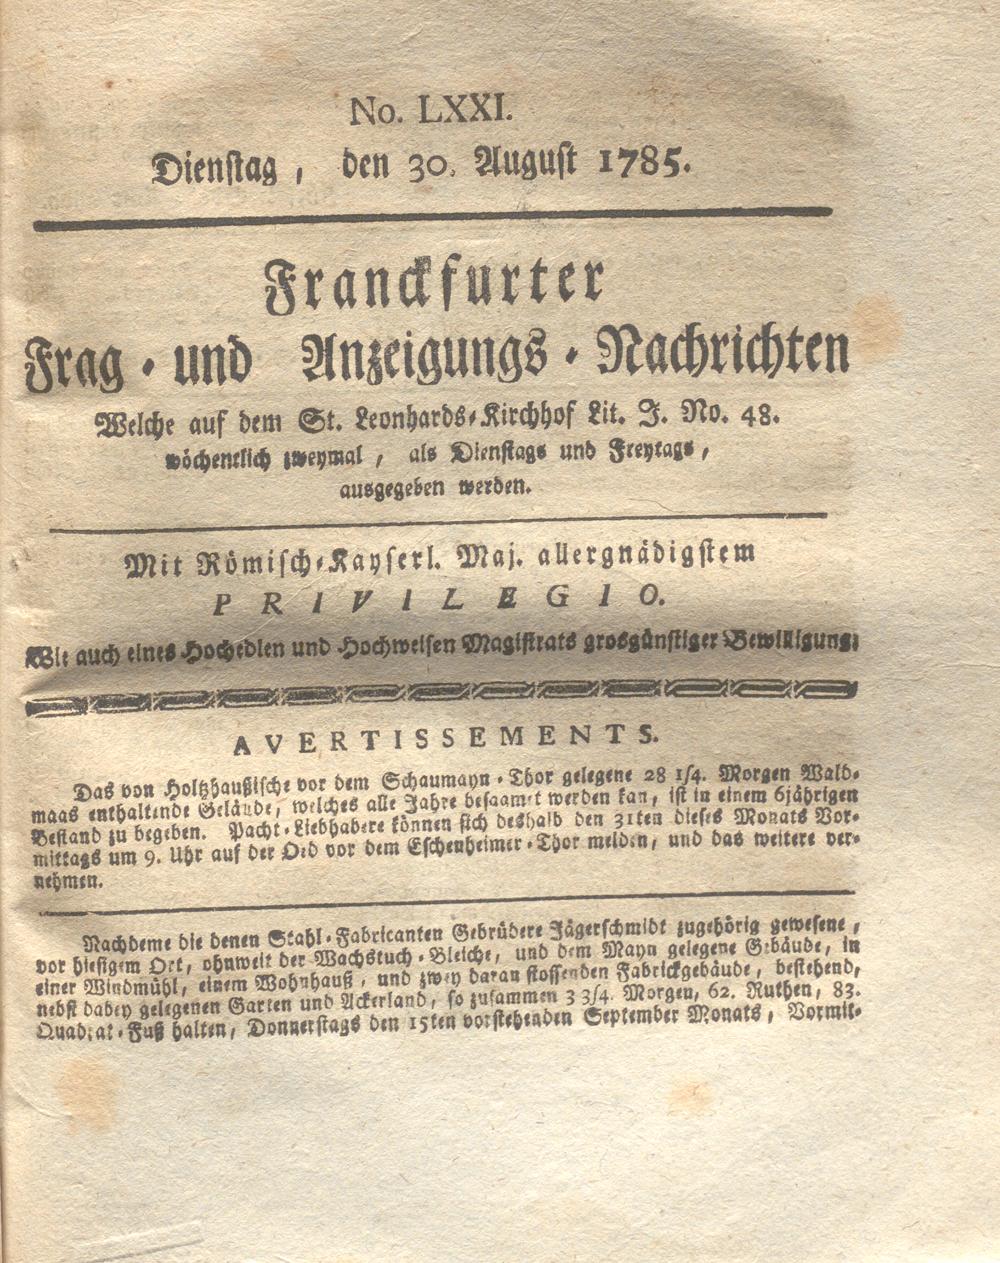 No. LXXI.
Dienstag, den 30. August 1785.
Franckfurter
Frag- und Anzeigungs-Nachrichten
Welche auf dem St. Leonhards-Kirchhof Lit. J. No. 48.
wöchentlich zweymal, als Dienstags und Freytags,
ausgegeben werden.
Mit Römisch-Kayserl. Maj. allergnädigstem
PRIVILEGIO.
Wie auch eines Hochedlen und Hochweisen Magistrats grosgünstiger Bewilligung:
AVERTISSEMENTS.
Das von Holtzhaußische vor dem Schaumayn-Thor gelegene 28 1/4. Morgen Wald-
maas enthaltende Gelände, welches alle Jahre besaamet werden kan, ist in einem 6jährigen
Bestand zu begeben. Pacht-Liebhabere können sich deshalb den 31ten dieses Monats Vor-
mittags um 9. Uhr auf der Oed vor dem Eschenheimer-Thor melden, und das weitere ver-
nehmen.
Nachdeme die denen Stahl-Fabricanten Gebrüdere Jägerschmidt zugehörig gewesene,
vor hiesigem Ort, ohnweit der Wachstuch-Bleiche, und dem Mayn gelegene Gebäude, in
einer Windmühl, einem Wohnhauß, und zwey daran stossenden Fabrickgebäude, bestehend,
nebst dabey gelegenen Garten und Ackerland, so zusammen 3 3/4. Morgen, 62. Ruthen, 83.
Quadrat-Fuß halten, Donnerstags den 15ten vorstehenden September Monats, Vormit-